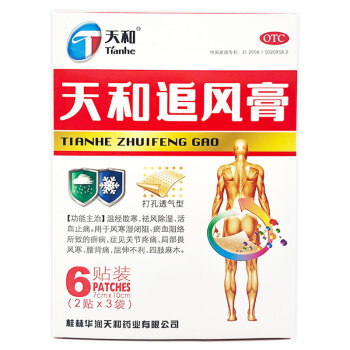 天和®
Tianhe
OTC
天和追风膏
TIANHE ZHUIFENG GAO
打孔透气型
【功能主治】温经散寒、祛风除湿,活
血止痛。用于风寒湿闭阻、瘀血阻络
所致的痹病,症见关节疼痛,局部畏
风寒,腰背痛,屈伸不利,四肢麻木。
6贴装
PATCHES
7cm×10cm
(2贴×3袋)
桂林华润天和药业有限公司